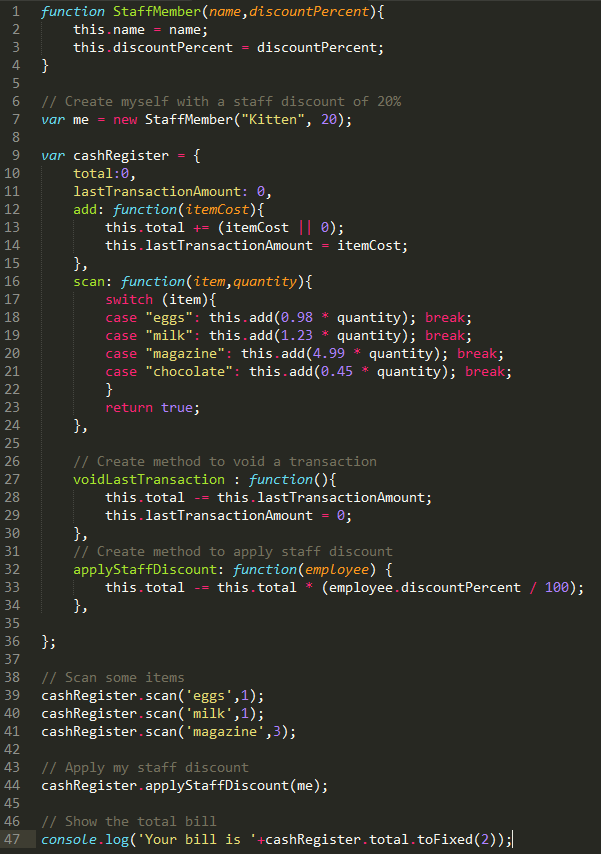 1 function StaffMember(name,discountPercent){
2     this.name = name;
3     this.discountPercent = discountPercent;
4 }
5
6 // Create myself with a staff discount of 20%
7 var me = new StaffMember("Kitten", 20);
8
9 var cashRegister = {
10     total:0,
11     lastTransactionAmount: 0,
12     add: function(itemCost){
13         this.total += (itemCost || 0);
14         this.lastTransactionAmount = itemCost;
15     },
16     scan: function(item,quantity){
17         switch (item){
18         case "eggs": this.add(0.98 * quantity); break;
19         case "milk": this.add(1.23 * quantity); break;
20         case "magazine": this.add(4.99 * quantity); break;
21         case "chocolate": this.add(0.45 * quantity); break;
22         }
23         return true;
24     },
25
26     // Create method to void a transaction
27     voidLastTransaction : function(){
28         this.total -= this.lastTransactionAmount;
29         this.lastTransactionAmount = 0;
30     },
31     // Create method to apply staff discount
32     applyStaffDiscount: function(employee) {
33         this.total -= this.total * (employee.discountPercent / 100);
34     },
35
36 };
37
38 // Scan some items
39 cashRegister.scan('eggs',1);
40 cashRegister.scan('milk',1);
41 cashRegister.scan('magazine',3);
42
43 // Apply my staff discount
44 cashRegister.applyStaffDiscount(me);
45
46 // Show the total bill
47 console.log('Your bill is '+cashRegister.total.toFixed(2));